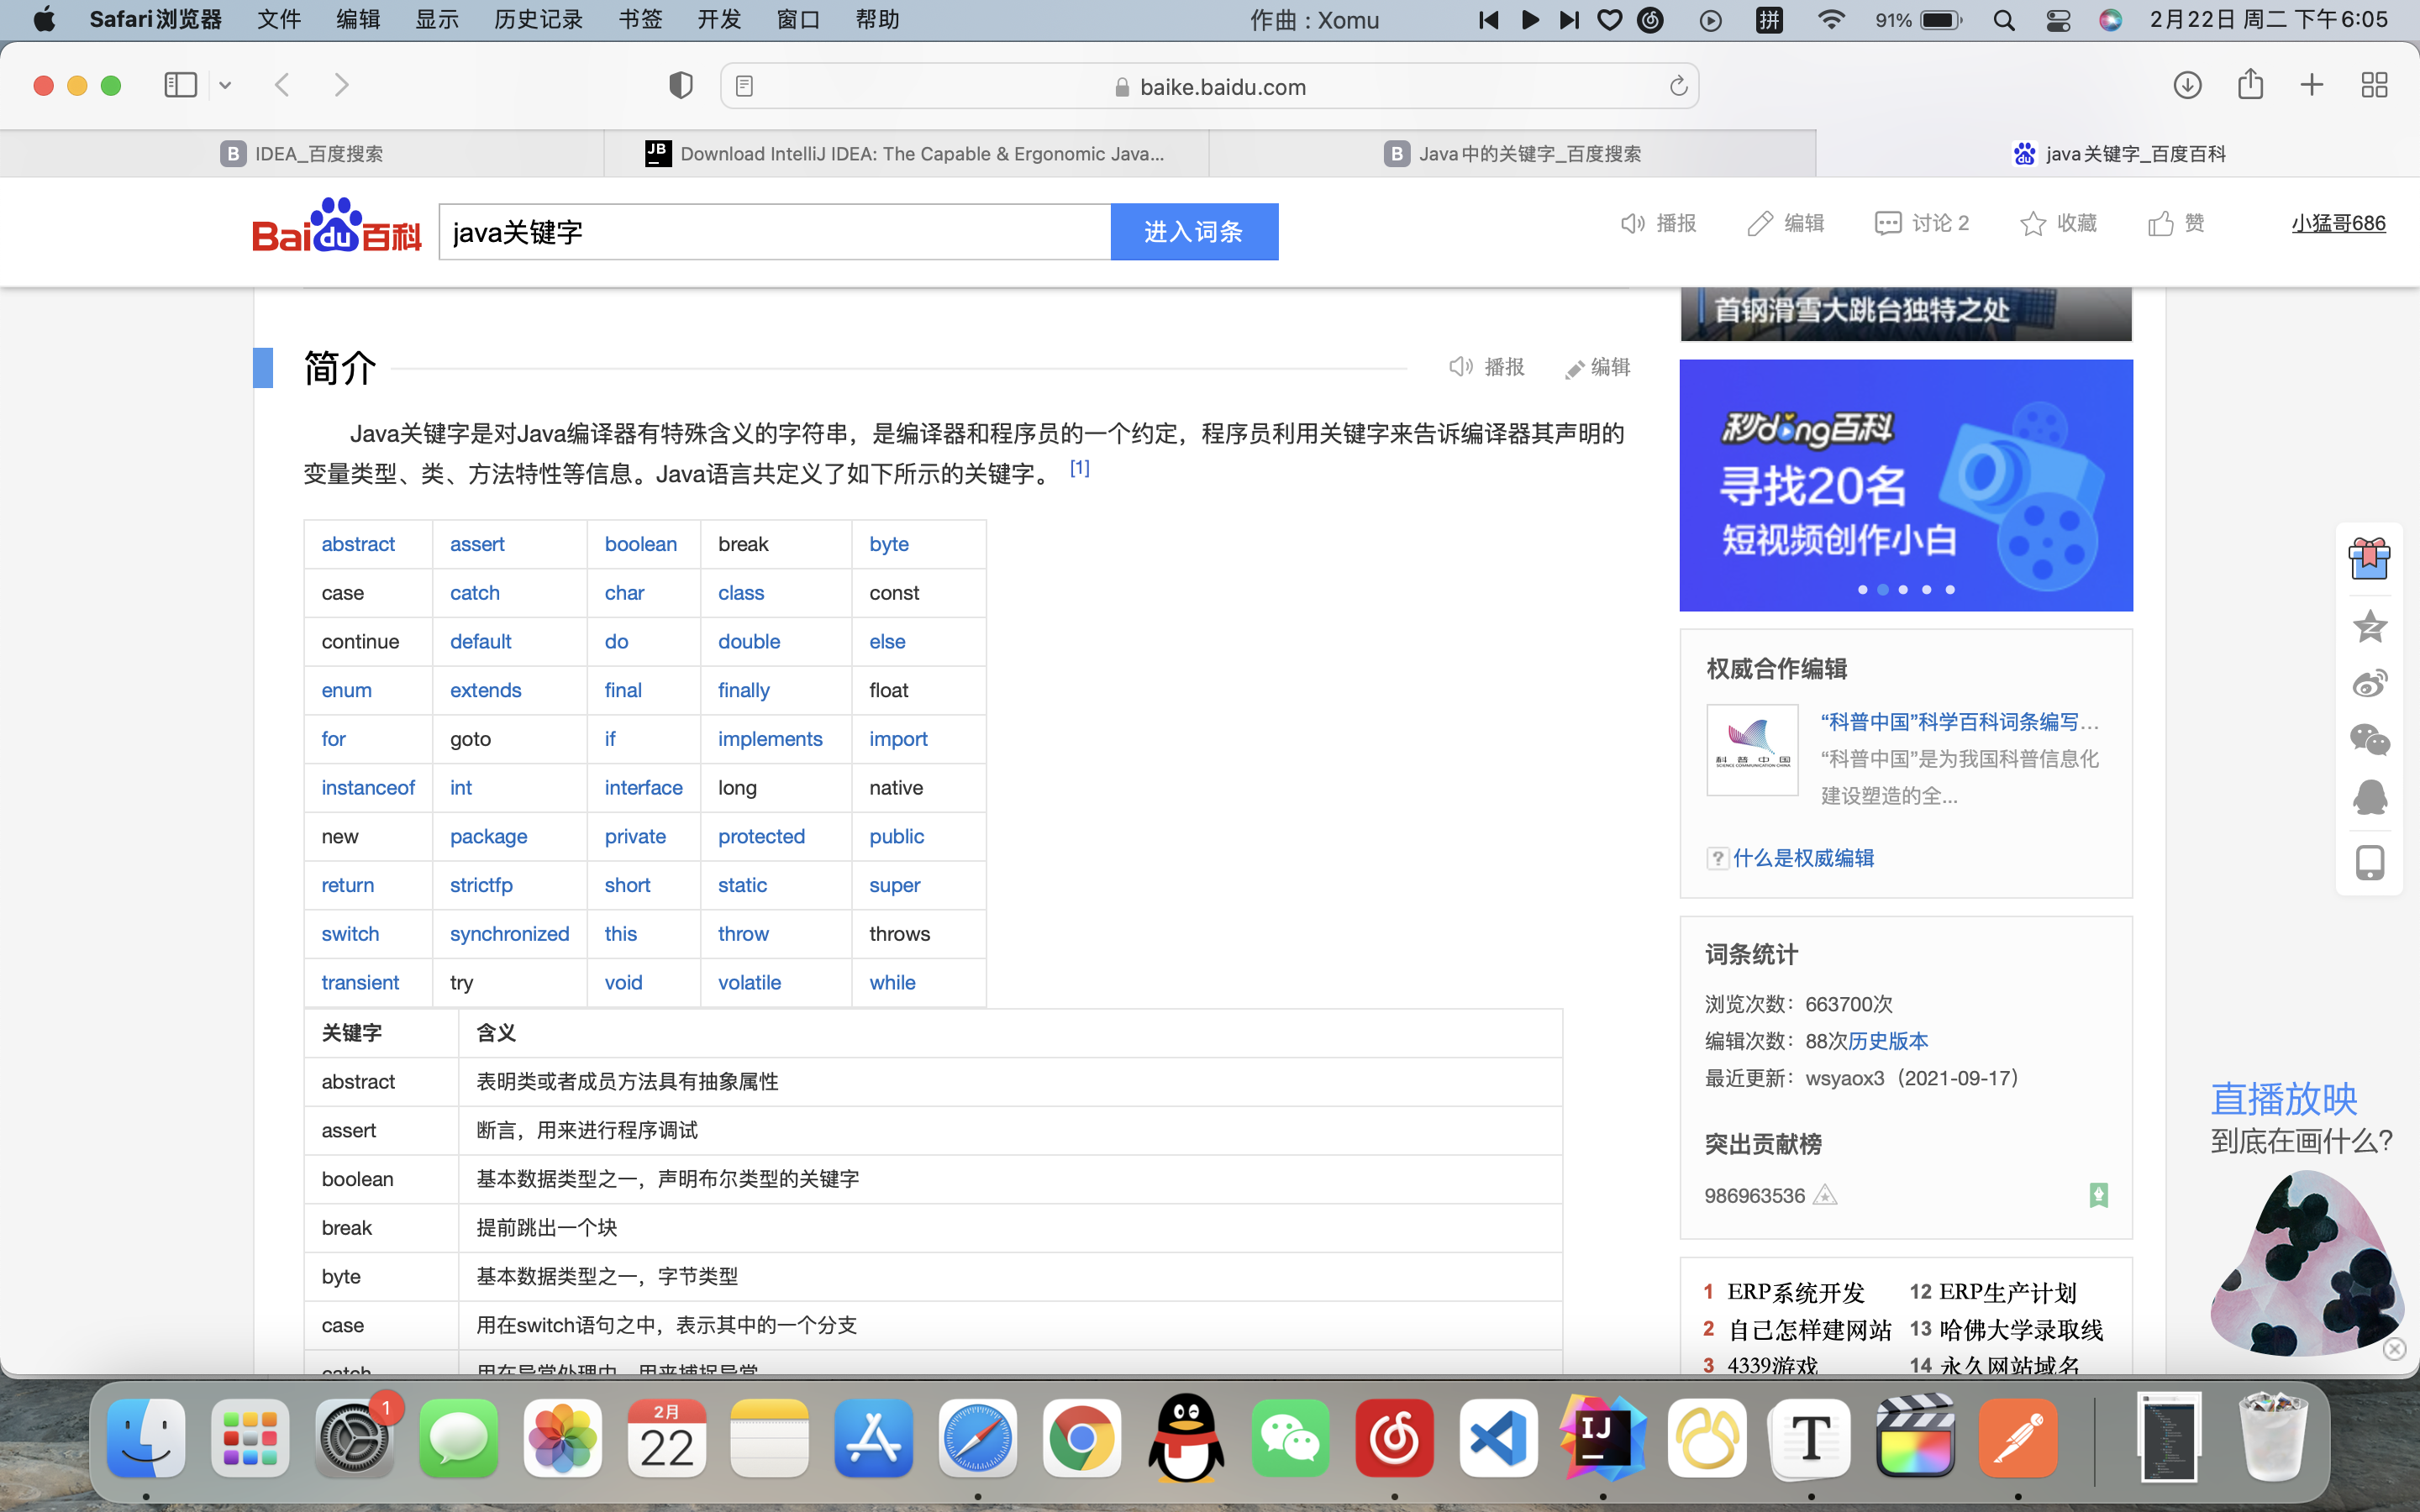 Safari浏览器 文件 编辑 显示 历史记录 书签 开发 窗口 帮助 作曲 : Xomu 拼 91% 2月22日 周二 下午6:05
baike.baidu.com
B IDEA_百度搜索 JB Download IntelliJ IDEA: The Capable & Ergonomic Java... B Java中的关键字_百度搜索 du java关键字_百度百科
Bai du 百科 java关键字 进入词条 播报 编辑 讨论 2 收藏 赞 小猛哥686
首钢滑雪大跳台独特之处
简介 播报 编辑
Java关键字是对Java编译器有特殊含义的字符串，是编译器和程序员的一个约定，程序员利用关键字来告诉编译器其声明的
变量类型、类、方法特性等信息。Java语言共定义了如下所示的关键字。 [1]
abstract assert boolean break byte
case catch char class const
continue default do double else
enum extends final finally float
for goto if implements import
instanceof int interface long native
new package private protected public
return strictfp short static super
switch synchronized this throw throws
transient try void volatile while
关键字 含义
abstract 表明类或者成员方法具有抽象属性
assert 断言，用来进行程序调试
boolean 基本数据类型之一，声明布尔类型的关键字
break 提前跳出一个块
byte 基本数据类型之一，字节类型
case 用在switch语句之中，表示其中的一个分支
catch 用在异常处理中，用来捕捉异常
秒dong百科
寻找20名
短视频创作小白
权威合作编辑
科普中国
SCIENCE COMMUNICATION CHINA
“科普中国”科学百科词条编写...
“科普中国”是为我国科普信息化
建设塑造的全...
? 什么是权威编辑
词条统计
浏览次数：663700次
编辑次数：88次历史版本
最近更新：wsyaox3（2021-09-17）
突出贡献榜
986963536
1 ERP系统开发 12 ERP生产计划
2 自己怎样建网站 13 哈佛大学录取线
3 4339游戏 14 永久网站域名
直播放映
到底在画什么?
1
2月
22
IJ
T